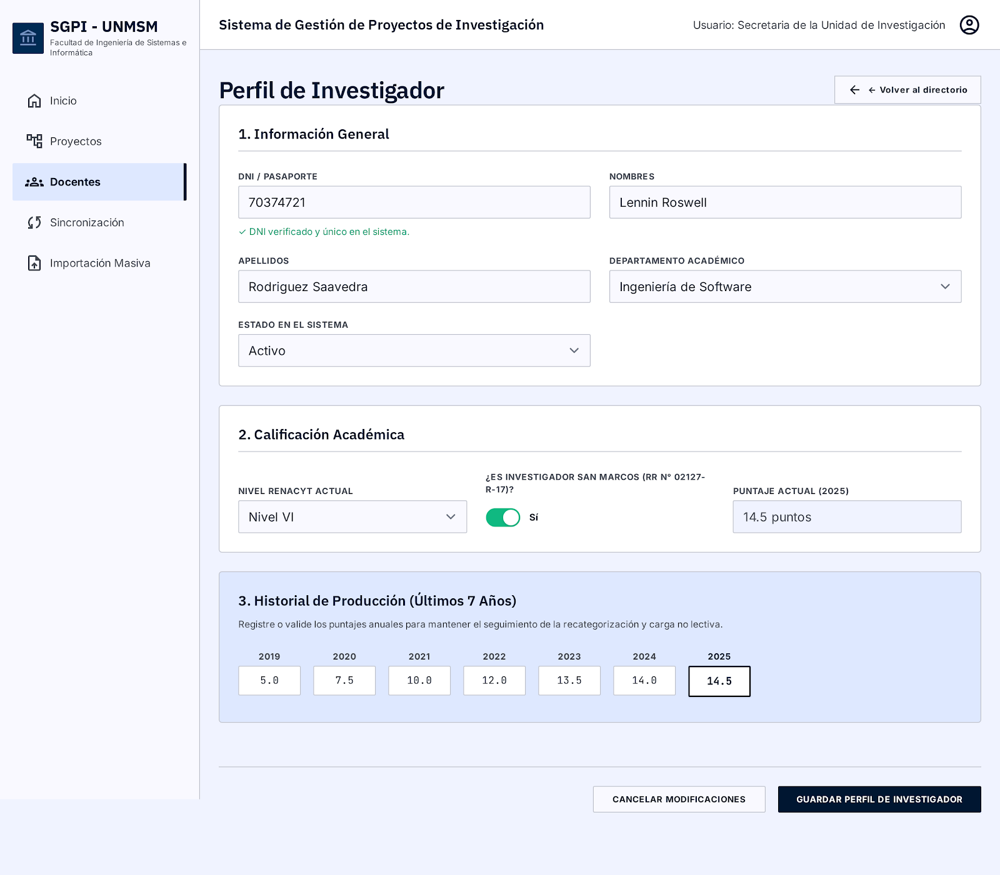 SGPI - UNMSM
Facultad de Ingeniería de Sistemas e
Informática
Inicio
Proyectos
Docentes
Sincronización
Importación Masiva
Sistema de Gestión de Proyectos de Investigación
Usuario: Secretaria de la Unidad de Investigación
Perfil de Investigador
← Volver al directorio
1. Información General
DNI / PASAPORTE
70374721
✓ DNI verificado y único en el sistema.
NOMBRES
Lennin Roswell
APELLIDOS
Rodriguez Saavedra
DEPARTAMENTO ACADÉMICO
Ingeniería de Software
ESTADO EN EL SISTEMA
Activo
2. Calificación Académica
NIVEL RENACYT ACTUAL
Nivel VI
¿ES INVESTIGADOR SAN MARCOS (RR N° 02127-
R-17)?
Sí
PUNTAJE ACTUAL (2025)
14.5 puntos
3. Historial de Producción (Últimos 7 Años)
Registre o valide los puntajes anuales para mantener el seguimiento de la recategorización y carga no lectiva.
2019 2020 2021 2022 2023 2024 2025
5.0 7.5 10.0 12.0 13.5 14.0 14.5
CANCELAR MODIFICACIONES
GUARDAR PERFIL DE INVESTIGADOR